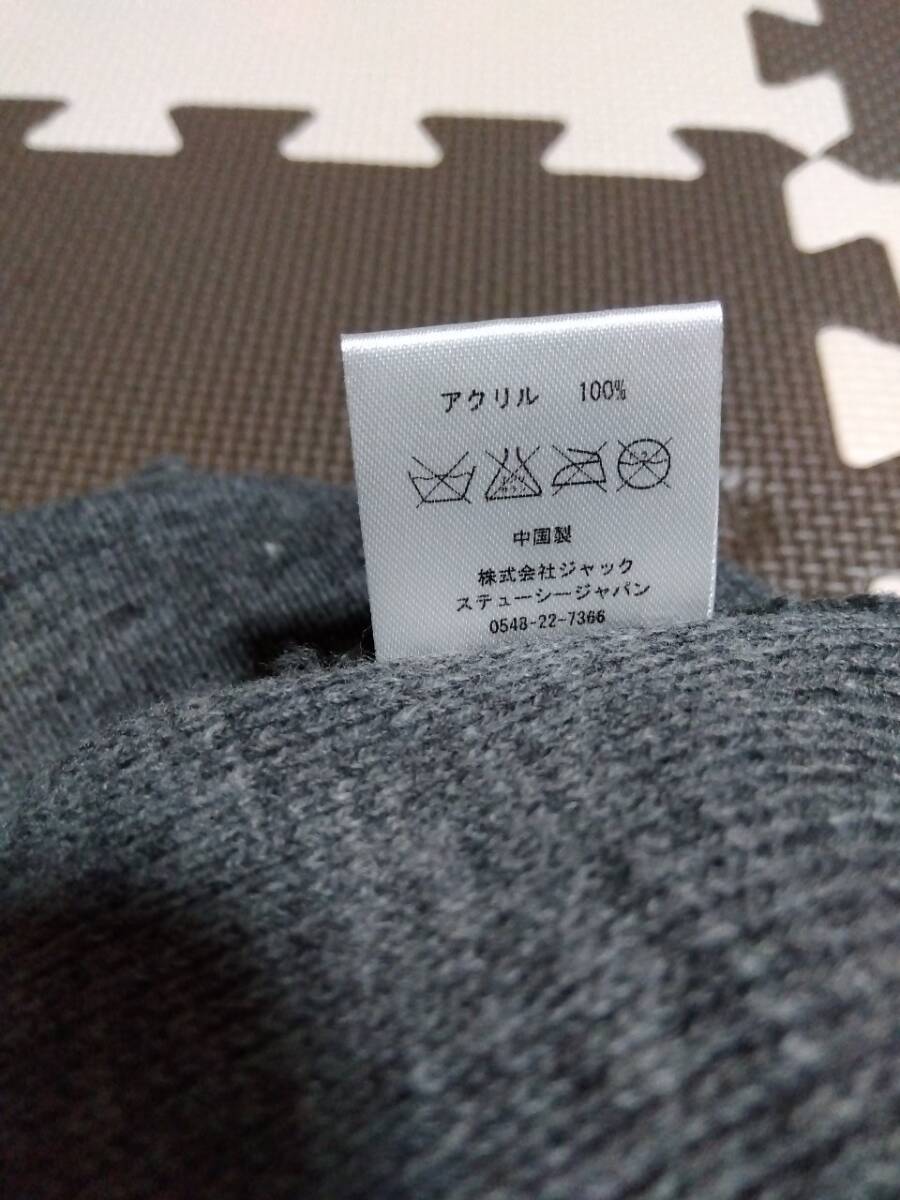 アクリル 100%
中国製
株式会社ジャック
ステューシージャパン
0548-22-7366